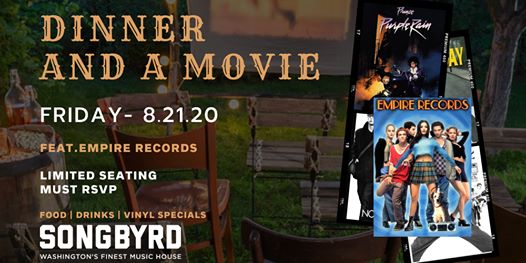 DINNER
AND A MOVIE
FRIDAY- 8.21.20
FEAT.EMPIRE RECORDS
LIMITED SEATING
MUST RSVP
FOOD | DRINKS | VINYL SPECIALS
SONGBYRD
WASHINGTON'S FINEST MUSIC HOUSE
Prince
Purple Rain
EMPIRE RECORDS